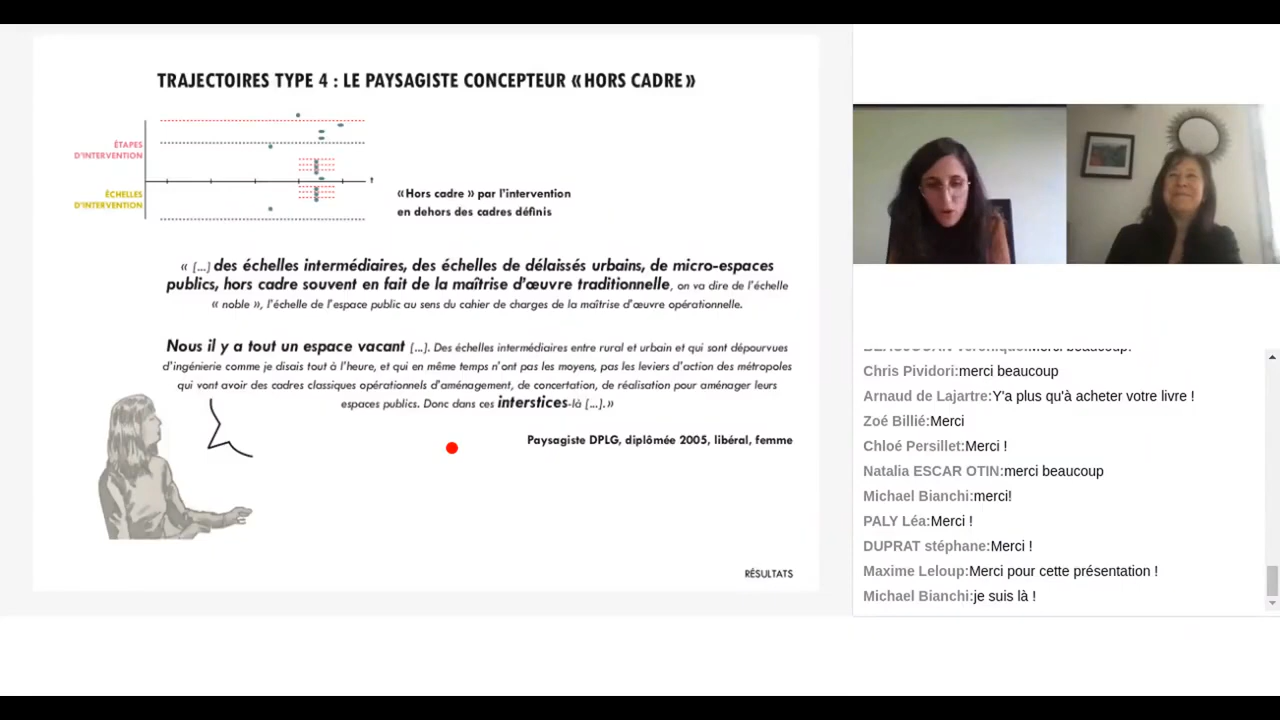 TRAJECTOIRES TYPE 4 : LE PAYSAGISTE CONCEPTEUR « HORS CADRE »
ÉTAPES
D'INTERVENTION
ÉCHELLES
D'INTERVENTION
t
« Hors cadre » par l'intervention
en dehors des cadres définis
« [...] des échelles intermédiaires, des échelles de délaissés urbains, de micro-espaces
publics, hors cadre souvent en fait de la maîtrise d'œuvre traditionnelle, on va dire de l'échelle
« noble », l'échelle de l'espace public au sens du cahier de charges de la maîtrise d'œuvre opérationnelle.
Nous il y a tout un espace vacant [...]. Des échelles intermédiaires entre rural et urbain et qui sont dépourvues
d'ingénierie comme je disais tout à l'heure, et qui en même temps n'ont pas les moyens, pas les leviers d'action des métropoles
qui vont avoir des cadres classiques opérationnels d'aménagement, de concertation, de réalisation pour aménager leurs
espaces publics. Donc dans ces interstices-là [...]. »
Paysagiste DPLG, diplômée 2005, libéral, femme
RÉSULTATS
Chris Pividori:merci beaucoup
Arnaud de Lajartre:Y'a plus qu'à acheter votre livre !
Zoé Billié:Merci
Chloé Persillet:Merci !
Natalia ESCAR OTIN:merci beaucoup
Michael Bianchi:merci!
PALY Léa:Merci !
DUPRAT stéphane:Merci !
Maxime Leloup:Merci pour cette présentation !
Michael Bianchi:je suis là !